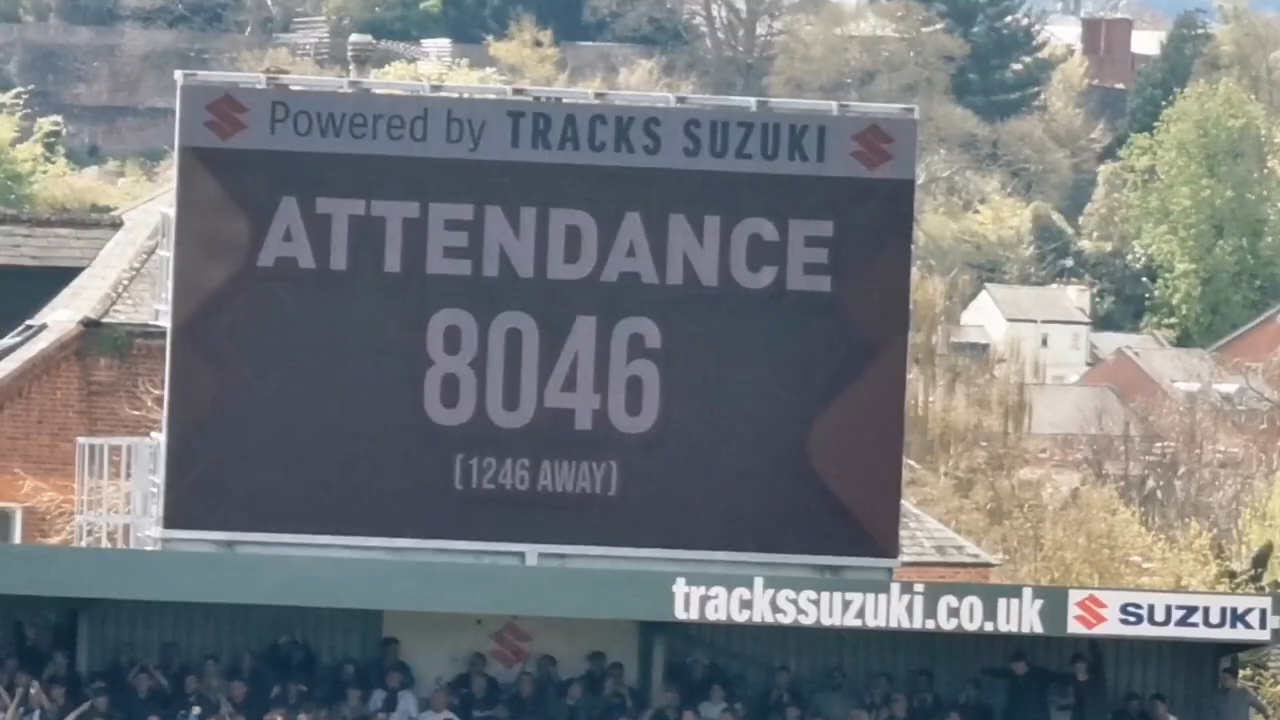 Powered by TRACKS SUZUKI
ATTENDANCE
8046
(1246 AWAY)
trackssuzuki.co.uk
SUZUKI